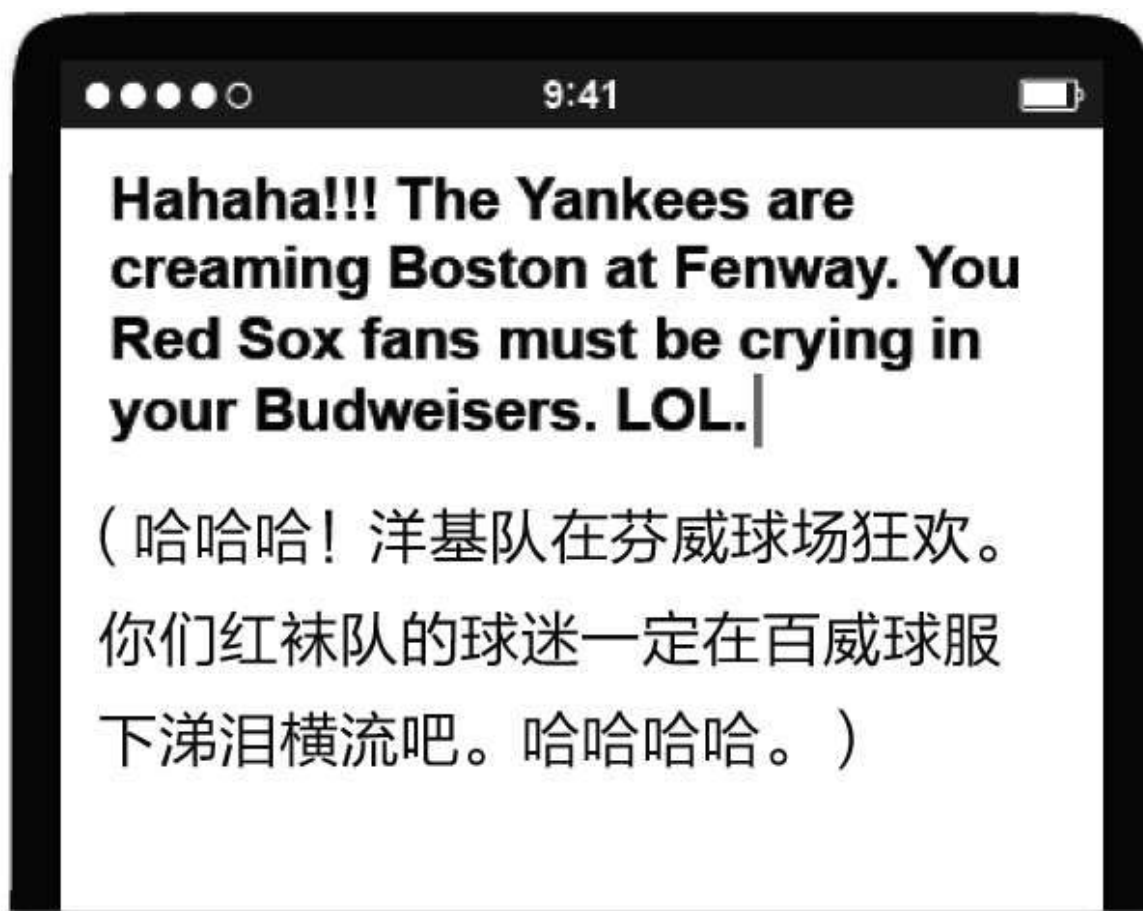 9:41
Hahaha!!! The Yankees are
creaming Boston at Fenway. You
Red Sox fans must be crying in
your Budweisers. LOL.
（哈哈哈！洋基队在芬威球场狂欢。
你们红袜队的球迷一定在百威球服
下涕泪横流吧。哈哈哈哈。）